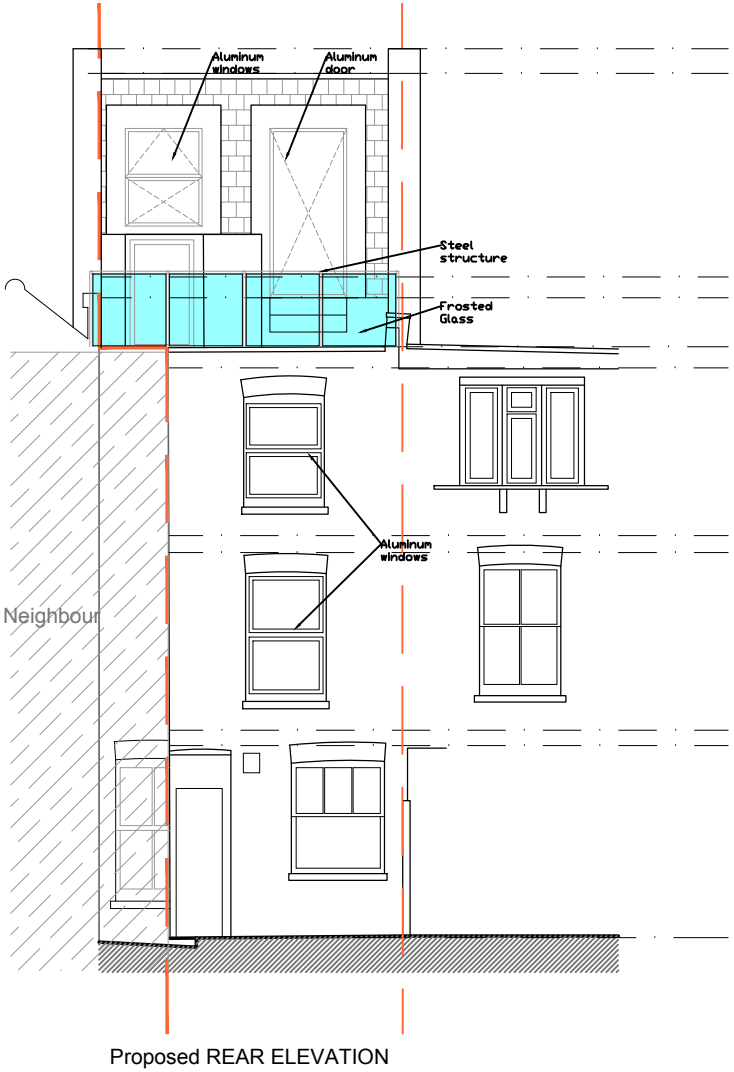 Aluminum
windows
Aluminum
door
Steel
structure
Frosted
Glass
Aluminum
windows
Neighbour
Proposed REAR ELEVATION